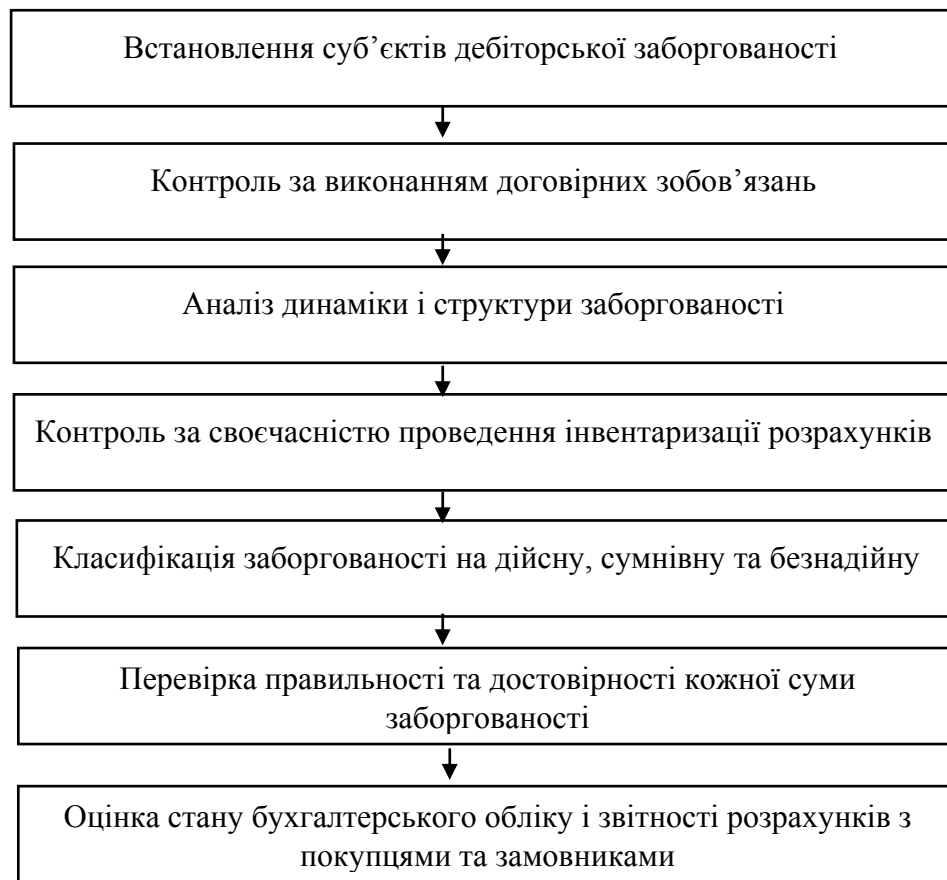 Встановлення суб’єктів дебіторської заборгованості
Контроль за виконанням договірних зобов’язань
Аналіз динаміки і структури заборгованості
Контроль за своєчасністю проведення інвентаризації розрахунків
Класифікація заборгованості на дійсну, сумнівну та безнадійну
Перевірка правильності та достовірності кожної суми
заборгованості
Оцінка стану бухгалтерського обліку і звітності розрахунків з
покупцями та замовниками